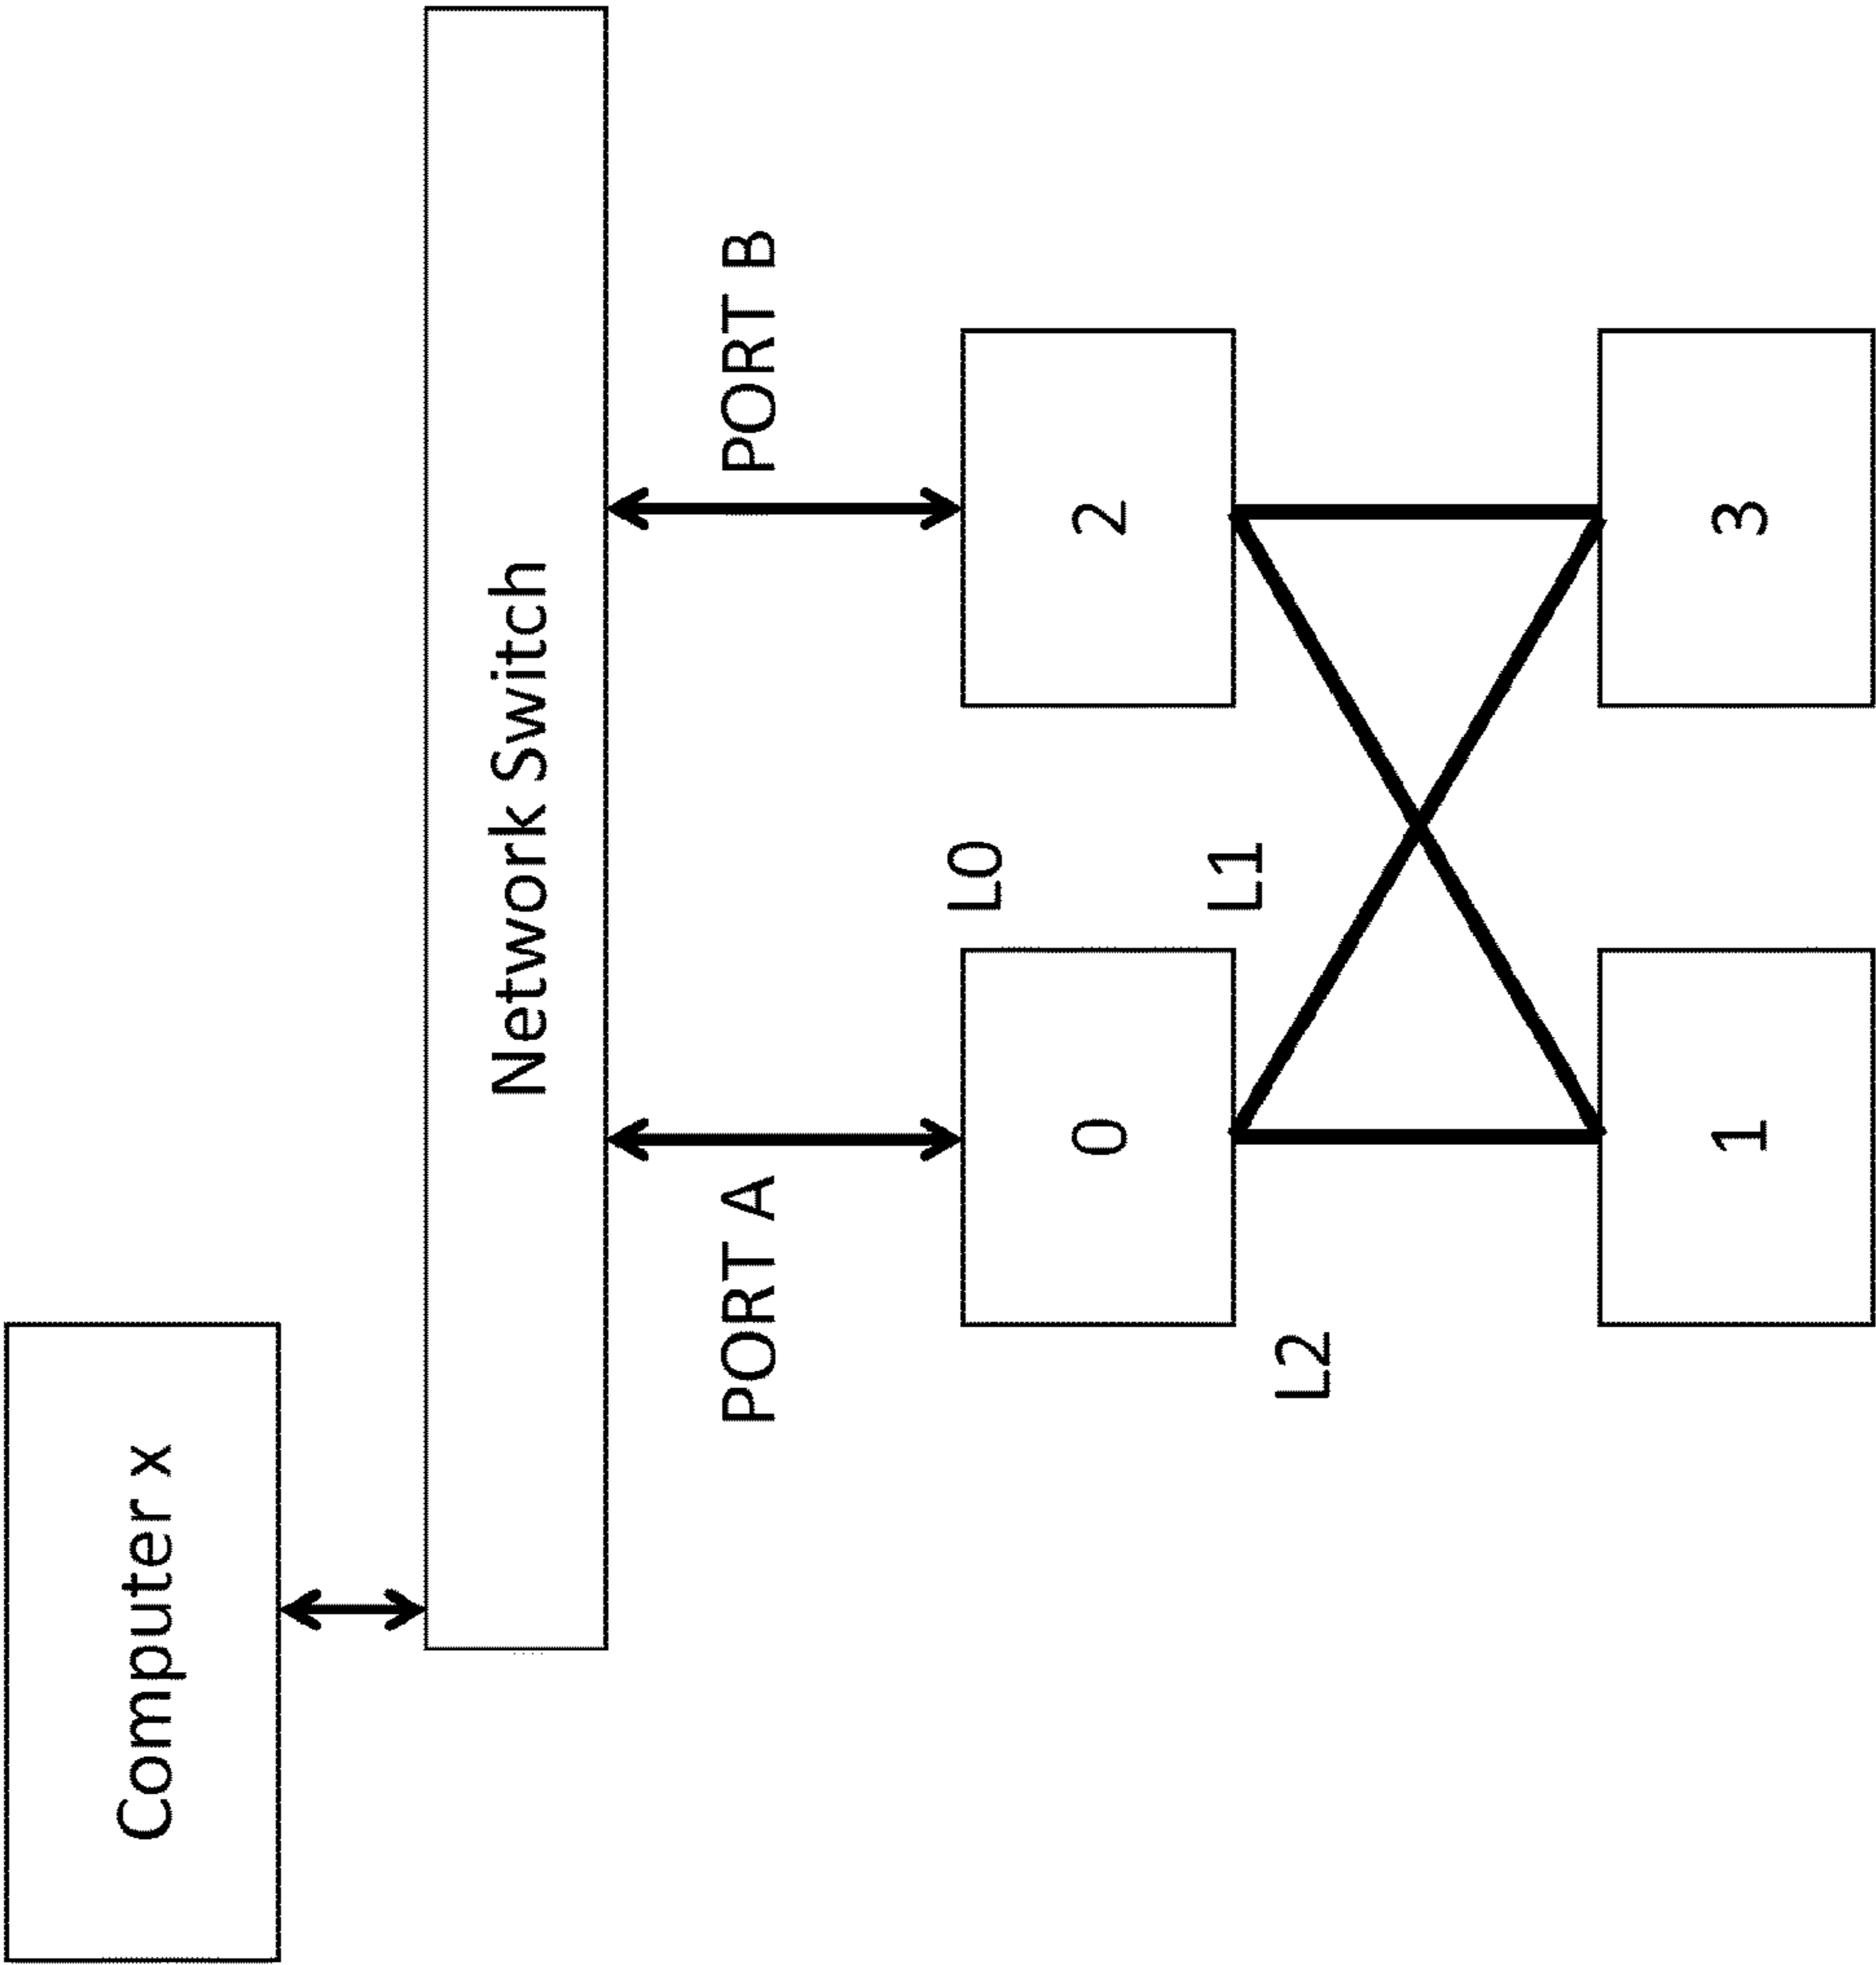 Computer x
Network Switch
PORT A
PORT B
L0
0
2
L1
L2
1
3